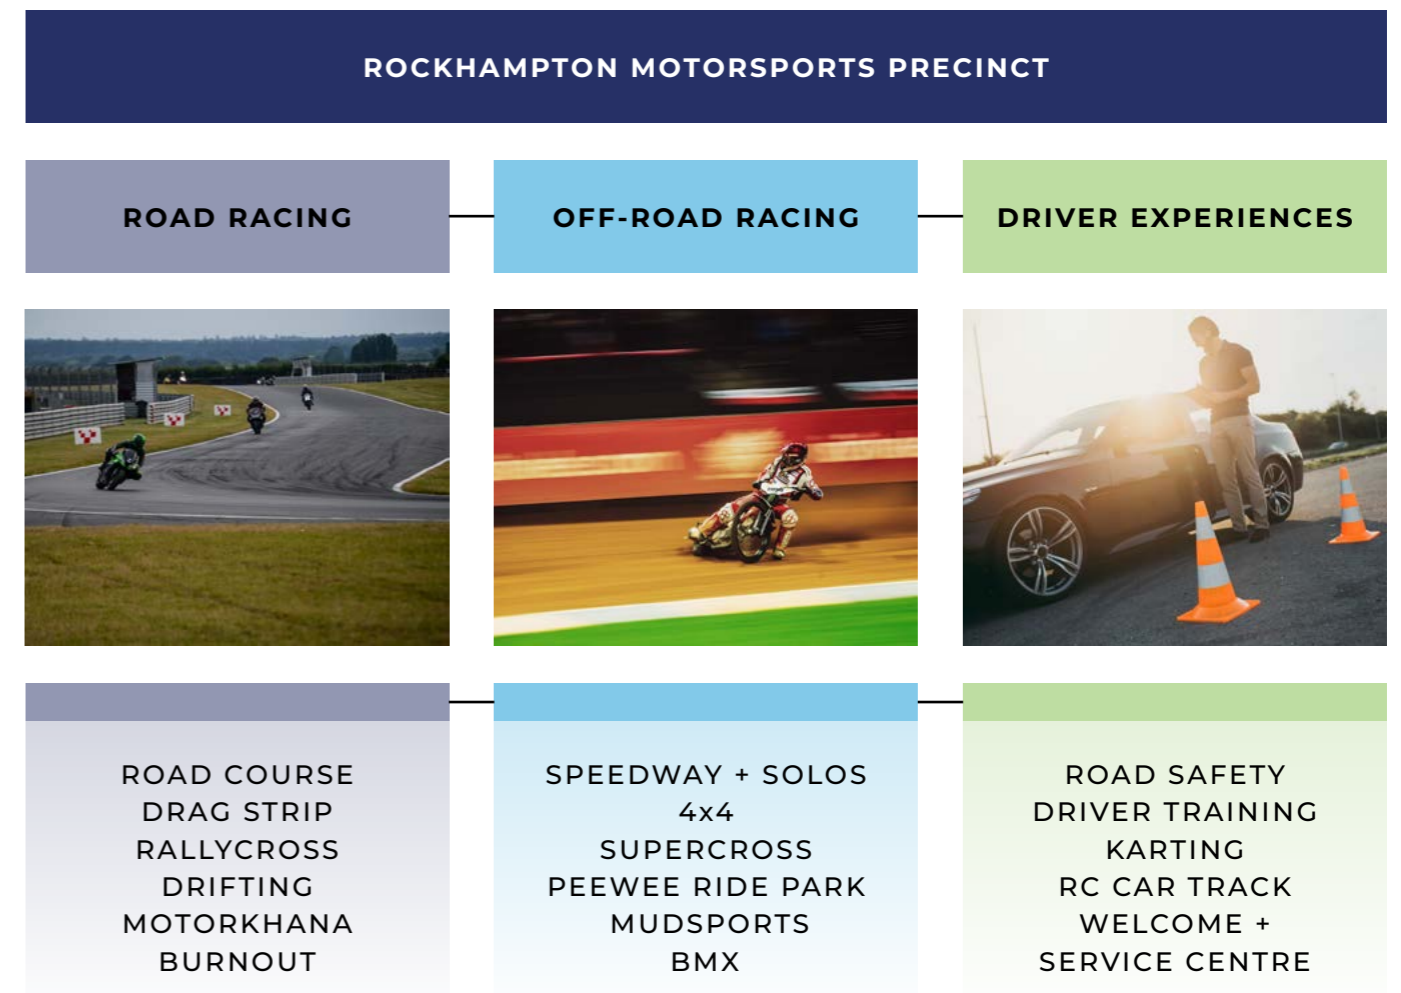 ROCKHAMPTON MOTORSPORTS PRECINCT
ROAD RACING
OFF-ROAD RACING
DRIVER EXPERIENCES
ROAD COURSE
DRAG STRIP
RALLYCROSS
DRIFTING
MOTORKHANA
BURNOUT
SPEEDWAY + SOLOS
4x4
SUPERCROSS
PEEWEE RIDE PARK
MUDSPORTS
BMX
ROAD SAFETY
DRIVER TRAINING
KARTING
RC CAR TRACK
WELCOME +
SERVICE CENTRE